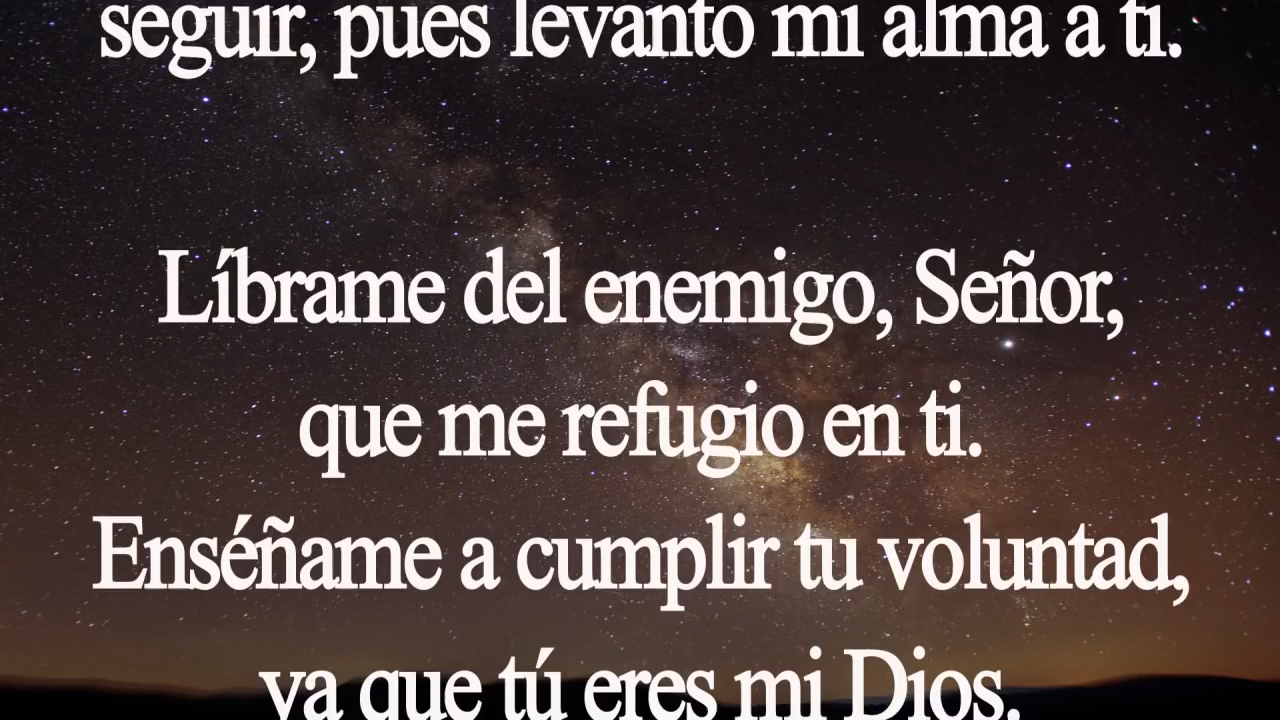 seguir, pues levanto mi alma a ti.
Líbrame del enemigo, Señor,
que me refugio en ti.
Enséñame a cumplir tu voluntad,
ya que tú eres mi Dios.